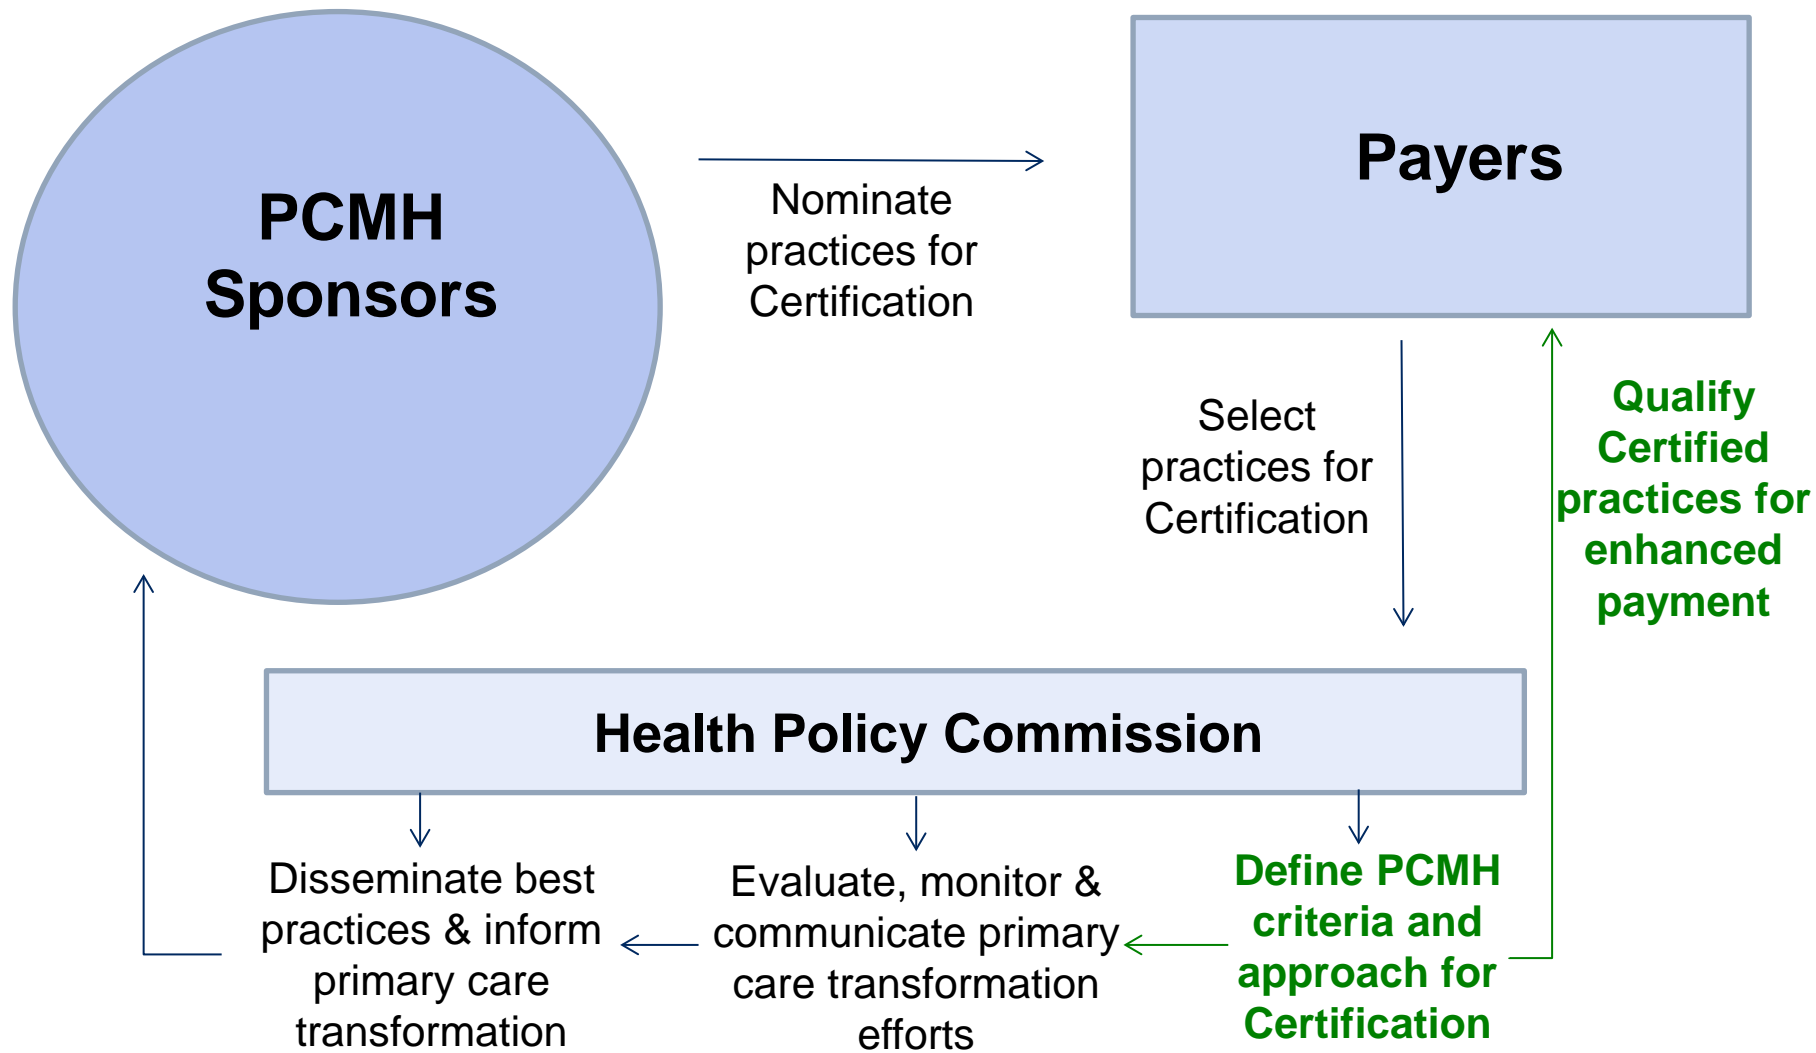 PCMH
Sponsors
Nominate
practices for
Certification
Payers
Select
practices for
Certification
Qualify
Certified
practices for
enhanced
payment
Health Policy Commission
Disseminate best
practices & inform
primary care
transformation
Evaluate, monitor &
communicate primary
care transformation
efforts
Define PCMH
criteria and
approach for
Certification